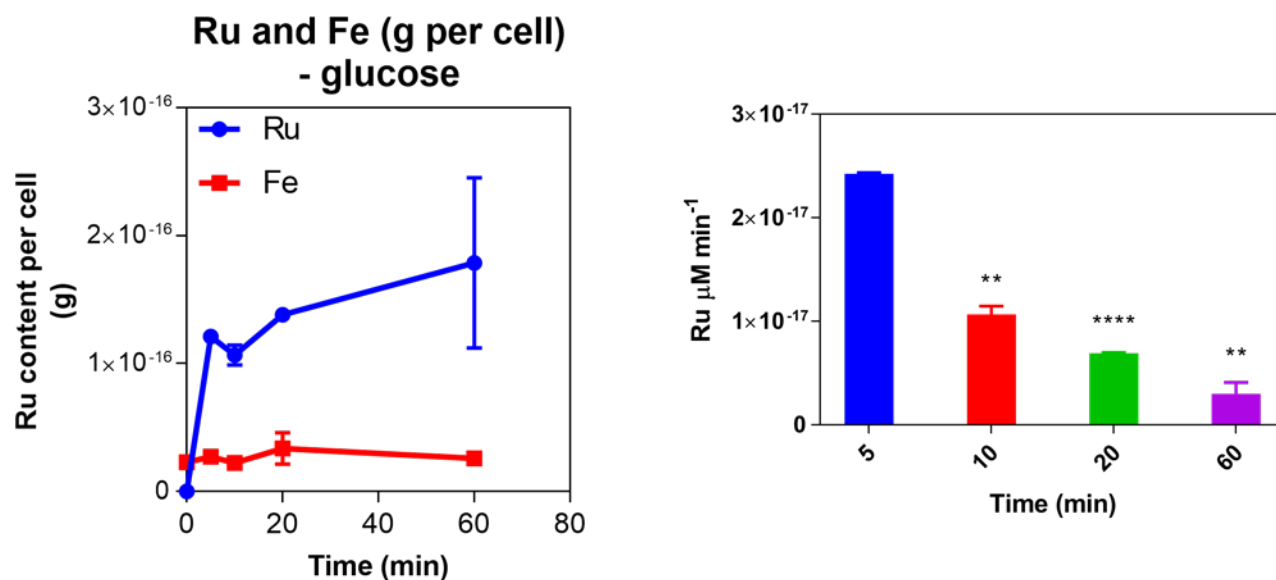 Ru and Fe (g per cell)
- glucose
Ru content per cell
(g)
3×10⁻¹⁶
2×10⁻¹⁶
1×10⁻¹⁶
0
Ru
Fe
0 20 40 60 80
Time (min)
Ru μM min⁻¹
3×10⁻¹⁷
2×10⁻¹⁷
1×10⁻¹⁷
0
**
****
**
5 10 20 60
Time (min)